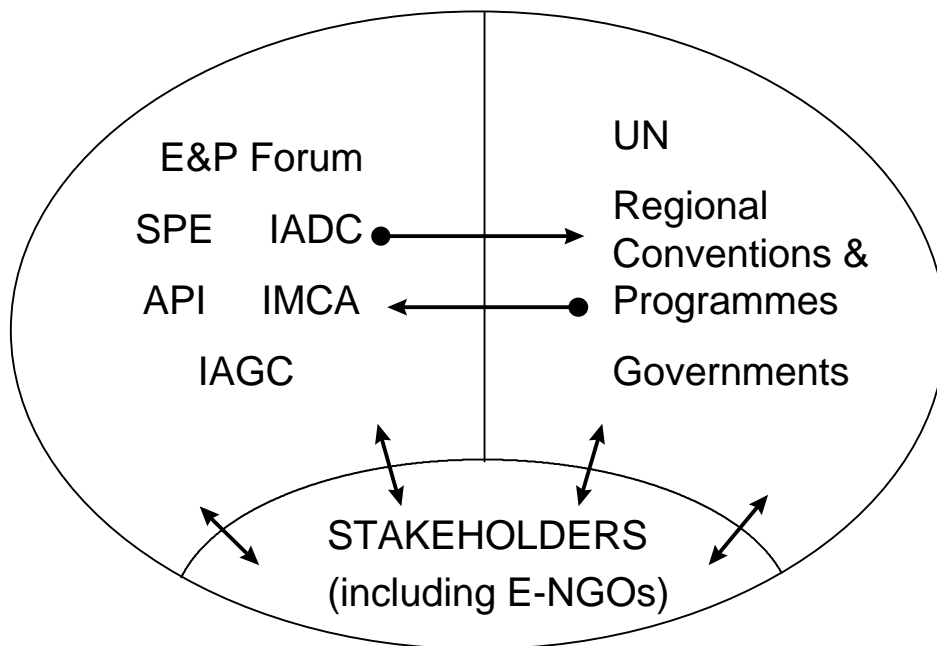 E&P Forum
SPE IADC
API IMCA
IAGC
UN
Regional
Conventions &
Programmes
Governments
STAKEHOLDERS
(including E-NGOs)